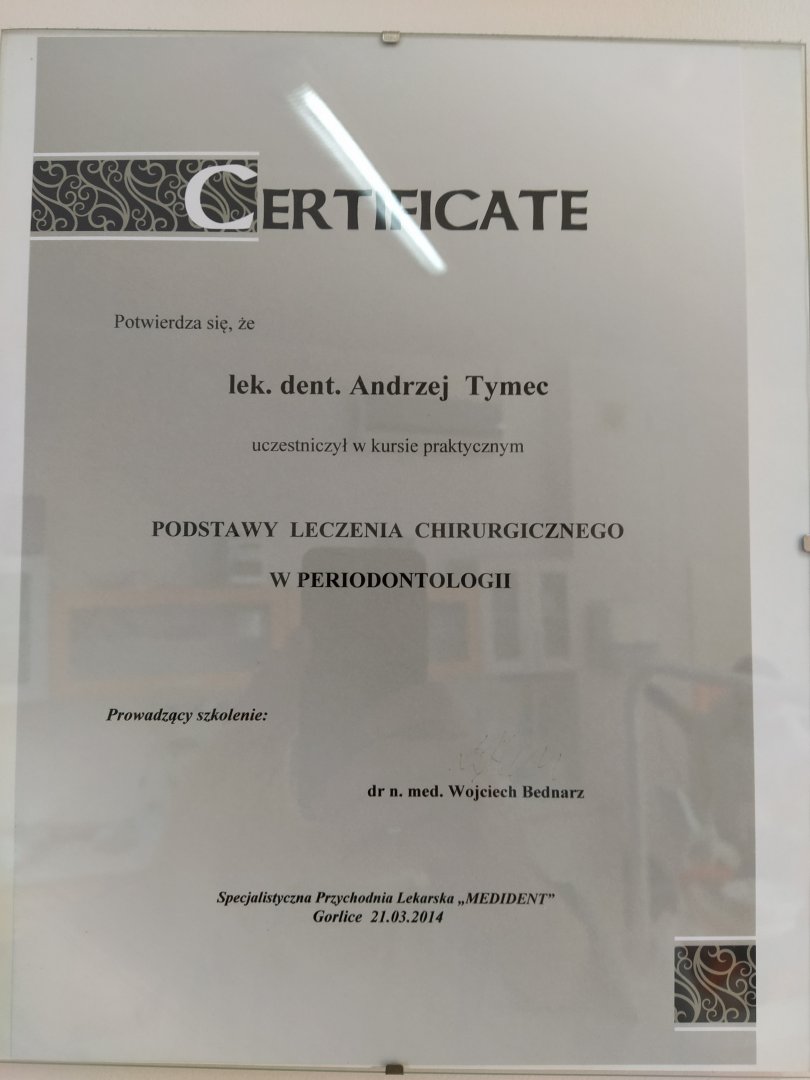 CERTIFICATE
Potwierdza się, że
lek. dent. Andrzej Tymec
uczestniczył w kursie praktycznym
PODSTAWY LECZENIA CHIRURGICZNEGO
W PERIODONTOLOGII
Prowadzący szkolenie:
dr n. med. Wojciech Bednarz
Specjalistyczna Przychodnia Lekarska „MEDIDENT”
Gorlice 21.03.2014